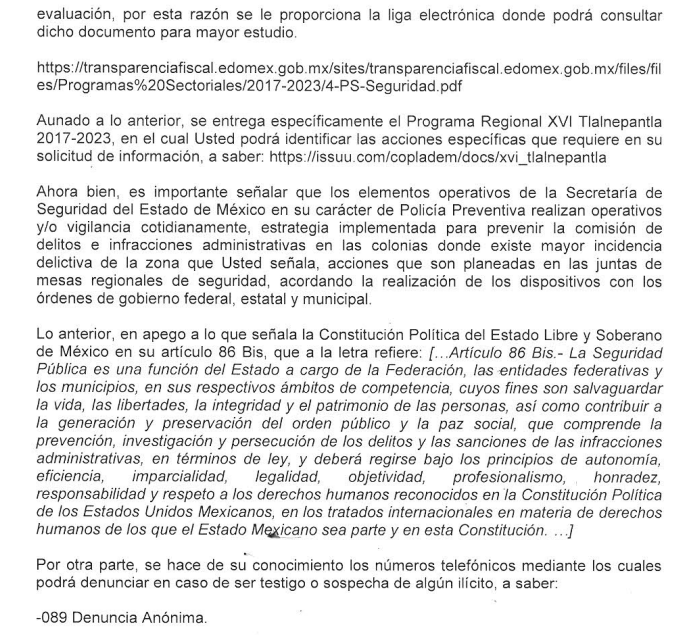 evaluación, por esta razón se le proporciona la liga electrónica donde podrá consultar
dicho documento para mayor estudio.
https://transparenciafiscal.edomex.gob.mx/sites/transparenciafiscal.edomex.gob.mx/files/fil
es/Programas%20Sectoriales/2017-2023/4-PS-Seguridad.pdf
Aunado a lo anterior, se entrega específicamente el Programa Regional XVI Tlalnepantla
2017-2023, en el cual Usted podrá identificar las acciones específicas que requiere en su
solicitud de información, a saber: https://issuu.com/copladem/docs/xvi_tlalnepantla
Ahora bien, es importante señalar que los elementos operativos de la Secretaría de
Seguridad del Estado de México en su carácter de Policía Preventiva realizan operativos
y/o vigilancia cotidianamente, estrategia implementada para prevenir la comisión de
delitos e infracciones administrativas en las colonias donde existe mayor incidencia
delictiva de la zona que Usted señala, acciones que son planeadas en las juntas de
mesas regionales de seguridad, acordando la realización de los dispositivos con los
órdenes de gobierno federal, estatal y municipal.
Lo anterior, en apego a lo que señala la Constitución Política del Estado Libre y Soberano
de México en su artículo 86 Bis, que a la letra refiere: […Artículo 86 Bis.- La Seguridad
Pública es una función del Estado a cargo de la Federación, las entidades federativas y
los municipios, en sus respectivos ámbitos de competencia, cuyos fines son salvaguardar
la vida, las libertades, la integridad y el patrimonio de las personas, así como contribuir a
la generación y preservación del orden público y la paz social, que comprende la
prevención, investigación y persecución de los delitos y las sanciones de las infracciones
administrativas, en términos de ley, y deberá regirse bajo los principios de autonomía,
eficiencia, imparcialidad, legalidad, objetividad, profesionalismo, honradez,
responsabilidad y respeto a los derechos humanos reconocidos en la Constitución Política
de los Estados Unidos Mexicanos, en los tratados internacionales en materia de derechos
humanos de los que el Estado Mexicano sea parte y en esta Constitución. …]
Por otra parte, se hace de su conocimiento los números telefónicos mediante los cuales
podrá denunciar en caso de ser testigo o sospecha de algún ilícito, a saber:
-089 Denuncia Anónima.